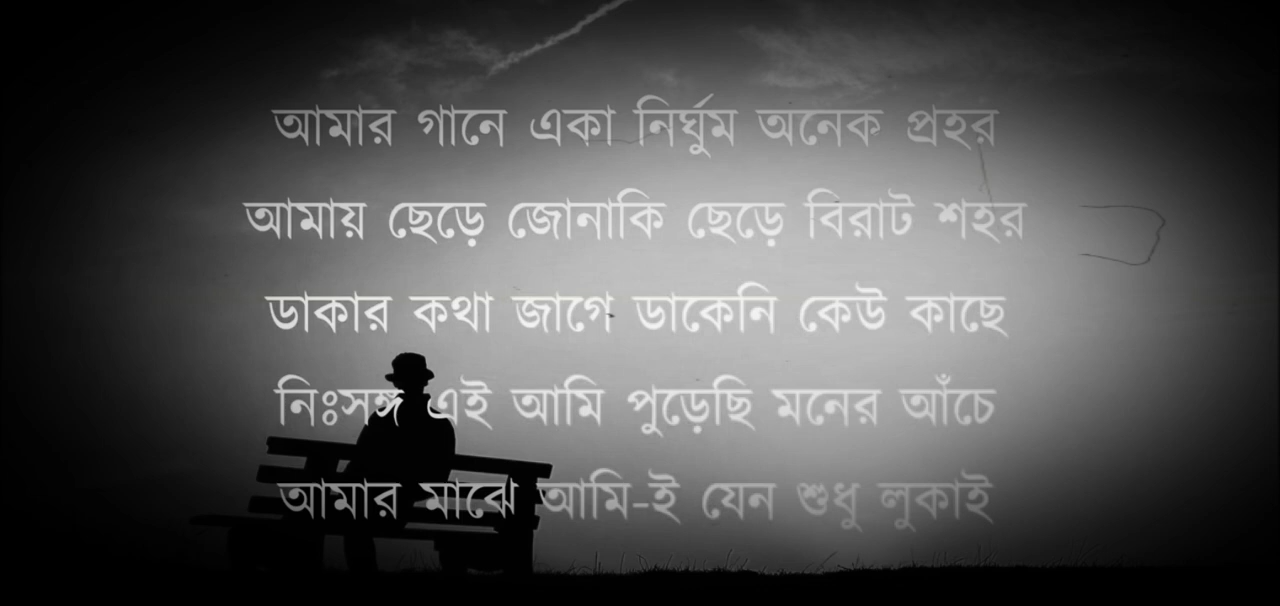 আমার গানে একা নির্ঘুম অনেক প্রহর
আমায় ছেড়ে জোনাকি ছেড়ে বিরাট শহর
ডাকার কথা জাগে ডাকেনি কেউ কাছে
নিঃসঙ্গ এই আমি পুড়েছি মনের আঁচে
আমার মাঝে আমি-ই যেন শুধু লুকাই